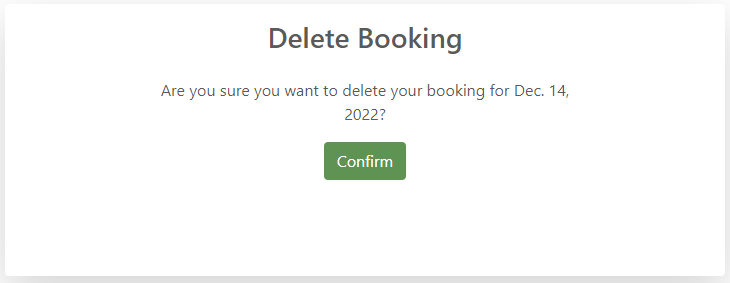 Delete Booking
Are you sure you want to delete your booking for Dec. 14,
2022?
Confirm